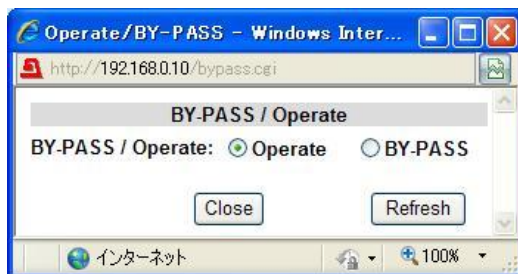 Operate/BY-PASS - Windows Inter...
http://192.168.0.10/bypass.cgi
BY-PASS / Operate
BY-PASS / Operate: Operate BY-PASS
Close Refresh
インターネット 100%